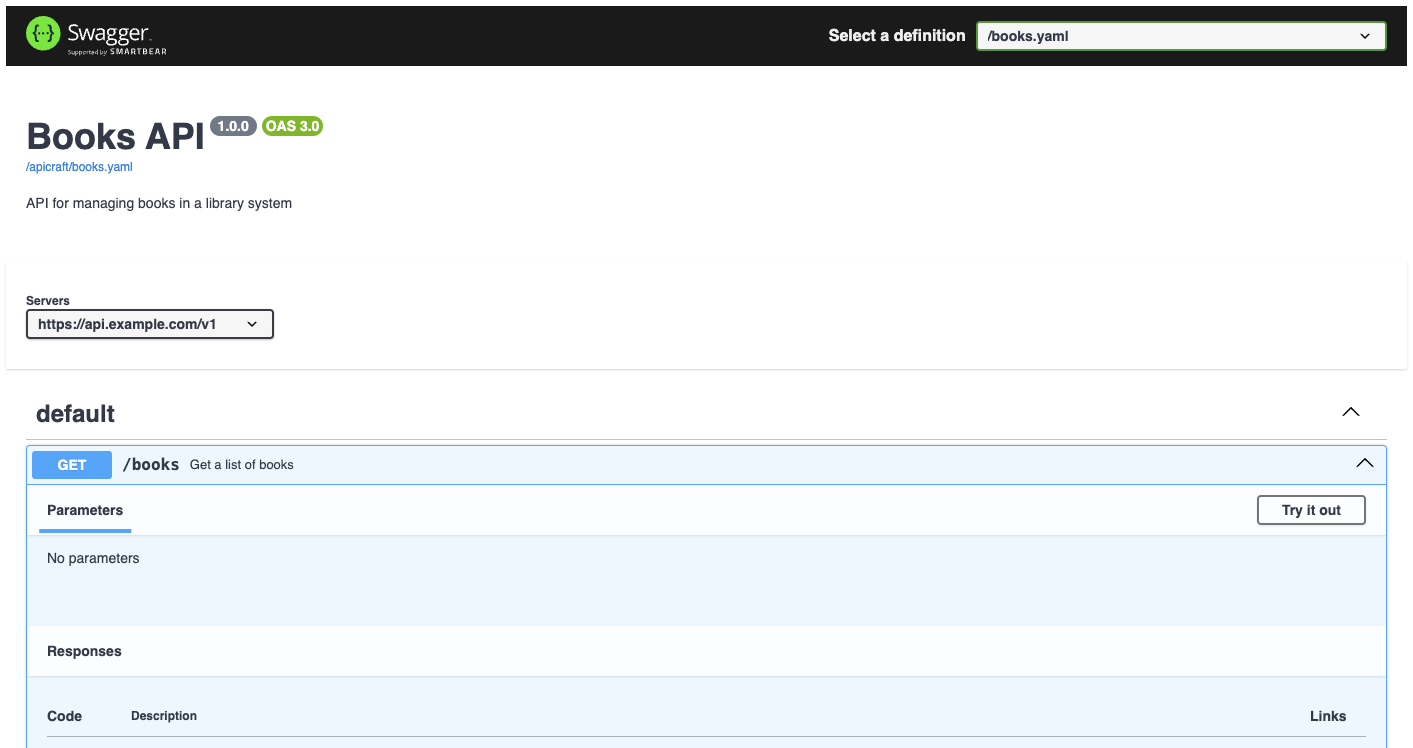 Swagger.
Supported by SMARTBEAR
Select a definition
/books.yaml
Books API 1.0.0 OAS 3.0
/apicraft/books.yaml
API for managing books in a library system
Servers
https://api.example.com/v1
default
GET /books Get a list of books
Parameters
Try it out
No parameters
Responses
Code Description Links